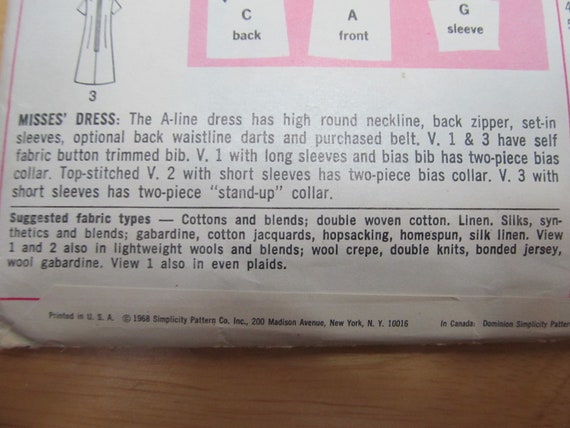 C
back
A
front
G
sleeve
3
MISSES' DRESS: The A-line dress has high round neckline, back zipper, set-in
sleeves, optional back waistline darts and purchased belt. V. 1 & 3 have self
fabric button trimmed bib. V. 1 with long sleeves and bias bib has two-piece bias
collar. Top-stitched V. 2 with short sleeves has two-piece bias collar. V. 3 with
short sleeves has two-piece "stand-up" collar.
Suggested fabric types — Cottons and blends; double woven cotton. Linen. Silks, syn-
thetics and blends; gabardine, cotton jacquards, hopsacking, homespun, silk linen. View
1 and 2 also in lightweight wools and blends; wool crepe, double knits, bonded jersey,
wool gabardine. View 1 also in even plaids.
Printed in U. S. A. © 1968 Simplicity Pattern Co. Inc., 200 Madison Avenue, New York, N. Y. 10016 In Canada: Dominion Simplicity